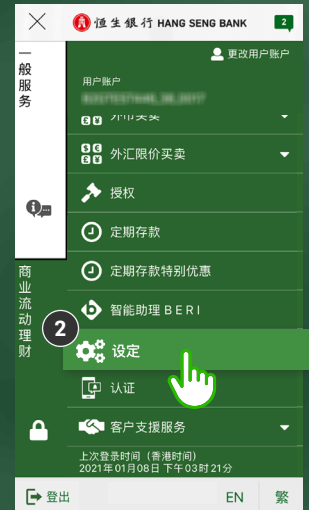 恒生銀行 HANG SENG BANK
2
更改用户账户
一般服务
用户账户
外币买卖
外汇限价买卖
授权
定期存款
商业流动理财
定期存款特别优惠
智能助理 BERI
2
设定
认证
客户支援服务
上次登录时间（香港时间）
2021年01月08日 下午03时21分
登出
EN
繁